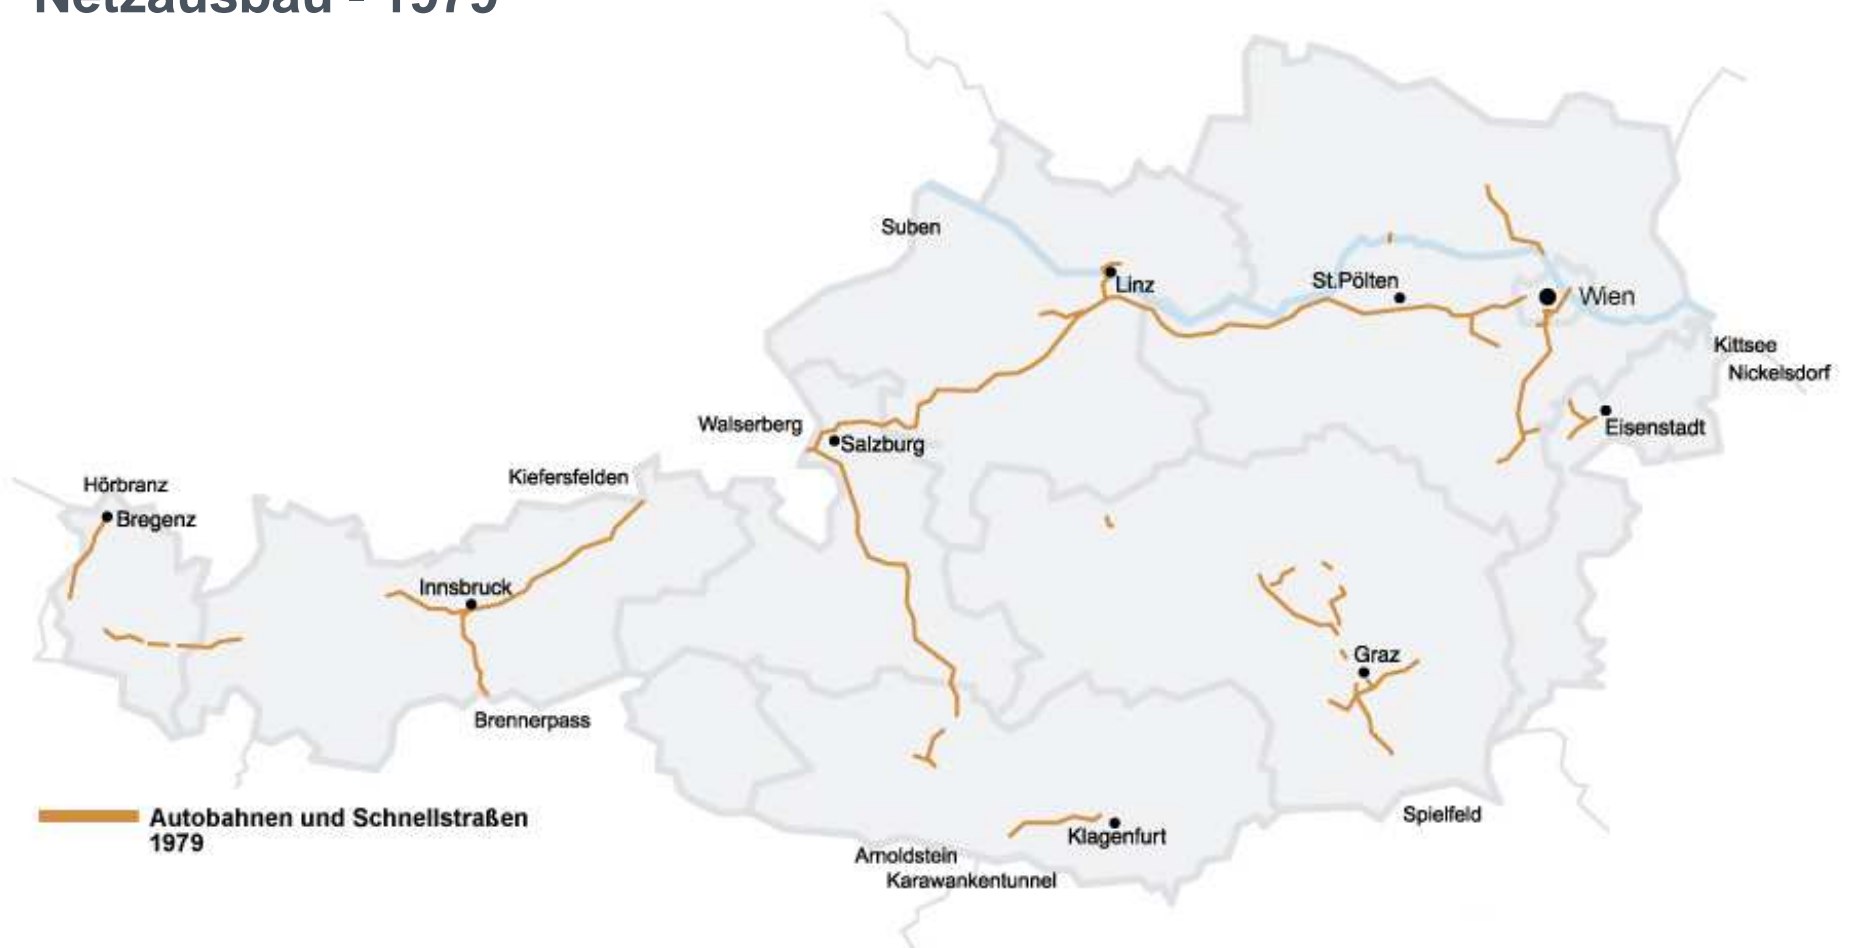 Netzausbau - 1979
Suben
Linz
St.Pölten
Wien
Kittsee
Nickelsdorf
Walserberg
Salzburg
Eisenstadt
Hörbranz
Bregenz
Kiefersfelden
Innsbruck
Graz
Brennerpass
Autobahnen und Schnellstraßen
1979
Spielfeld
Klagenfurt
Arnoldstein
Karawankentunnel